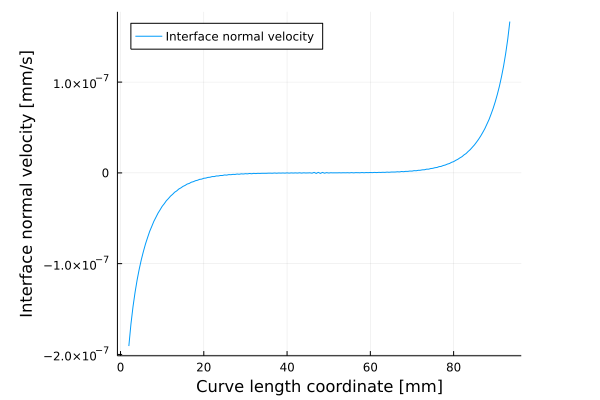 Interface normal velocity
Interface normal velocity [mm/s]
1.0×10⁻⁷
0
−1.0×10⁻⁷
−2.0×10⁻⁷
0 20 40 60 80
Curve length coordinate [mm]